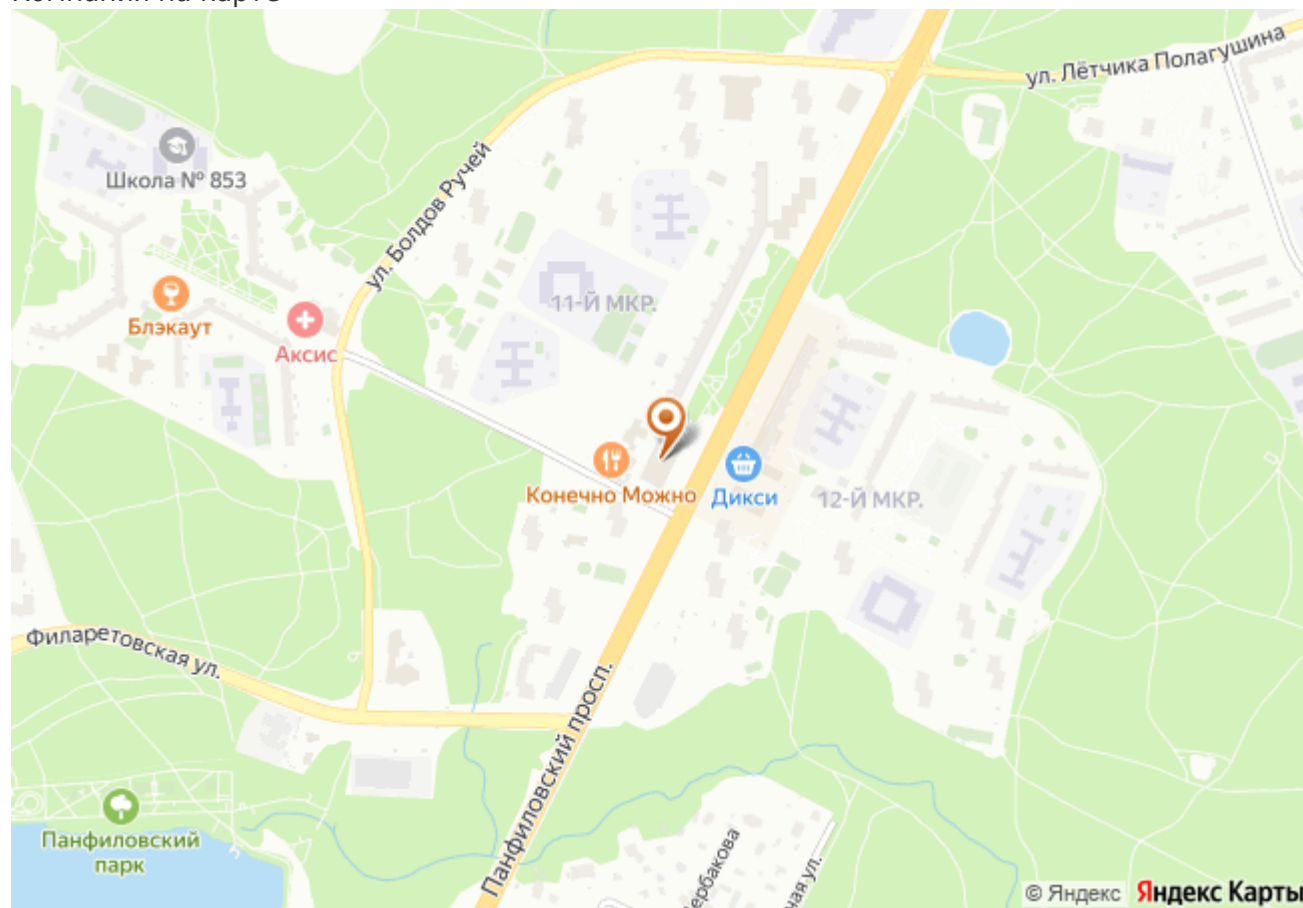 ул. Лётчика Полагушина
Школа № 853
ул. Болдов Ручей
Блэкаут
Аксис
11-Й МКР.
Конечно Можно
Дикси
12-Й МКР.
Филаретовская ул.
Панфиловский просп.
Панфиловский
парк
© Яндекс Яндекс Карты